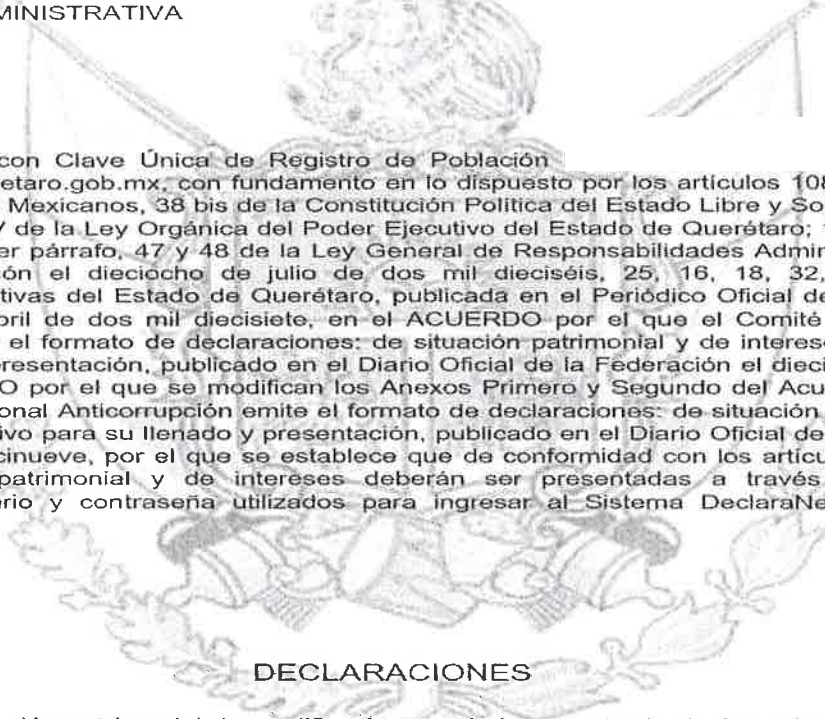 MINISTRATIVA
con Clave Única de Registro de Población
etaro.gob.mx, con fundamento en lo dispuesto por los artículos 108
Mexicanos, 38 bis de la Constitución Política del Estado Libre y So
V de la Ley Orgánica del Poder Ejecutivo del Estado de Querétaro;
er párrafo, 47 y 48 de la Ley General de Responsabilidades Admin
ón el dieciocho de julio de dos mil dieciséis, 25, 16, 18, 32,
tivas del Estado de Querétaro, publicada en el Periódico Oficial de
bril de dos mil diecisiete, en el ACUERDO por el que el Comité
el formato de declaraciones: de situación patrimonial y de interese
resentación, publicado en el Diario Oficial de la Federación el dieci
O por el que se modifican los Anexos Primero y Segundo del Acu
onal Anticorrupción emite el formato de declaraciones: de situación
ivo para su llenado y presentación, publicado en el Diario Oficial de
cinueve, por el que se establece que de conformidad con los artícu
patrimonial y de intereses deberán ser presentadas a través
rio y contraseña utilizados para ingresar al Sistema DeclaraNe
DECLARACIONES